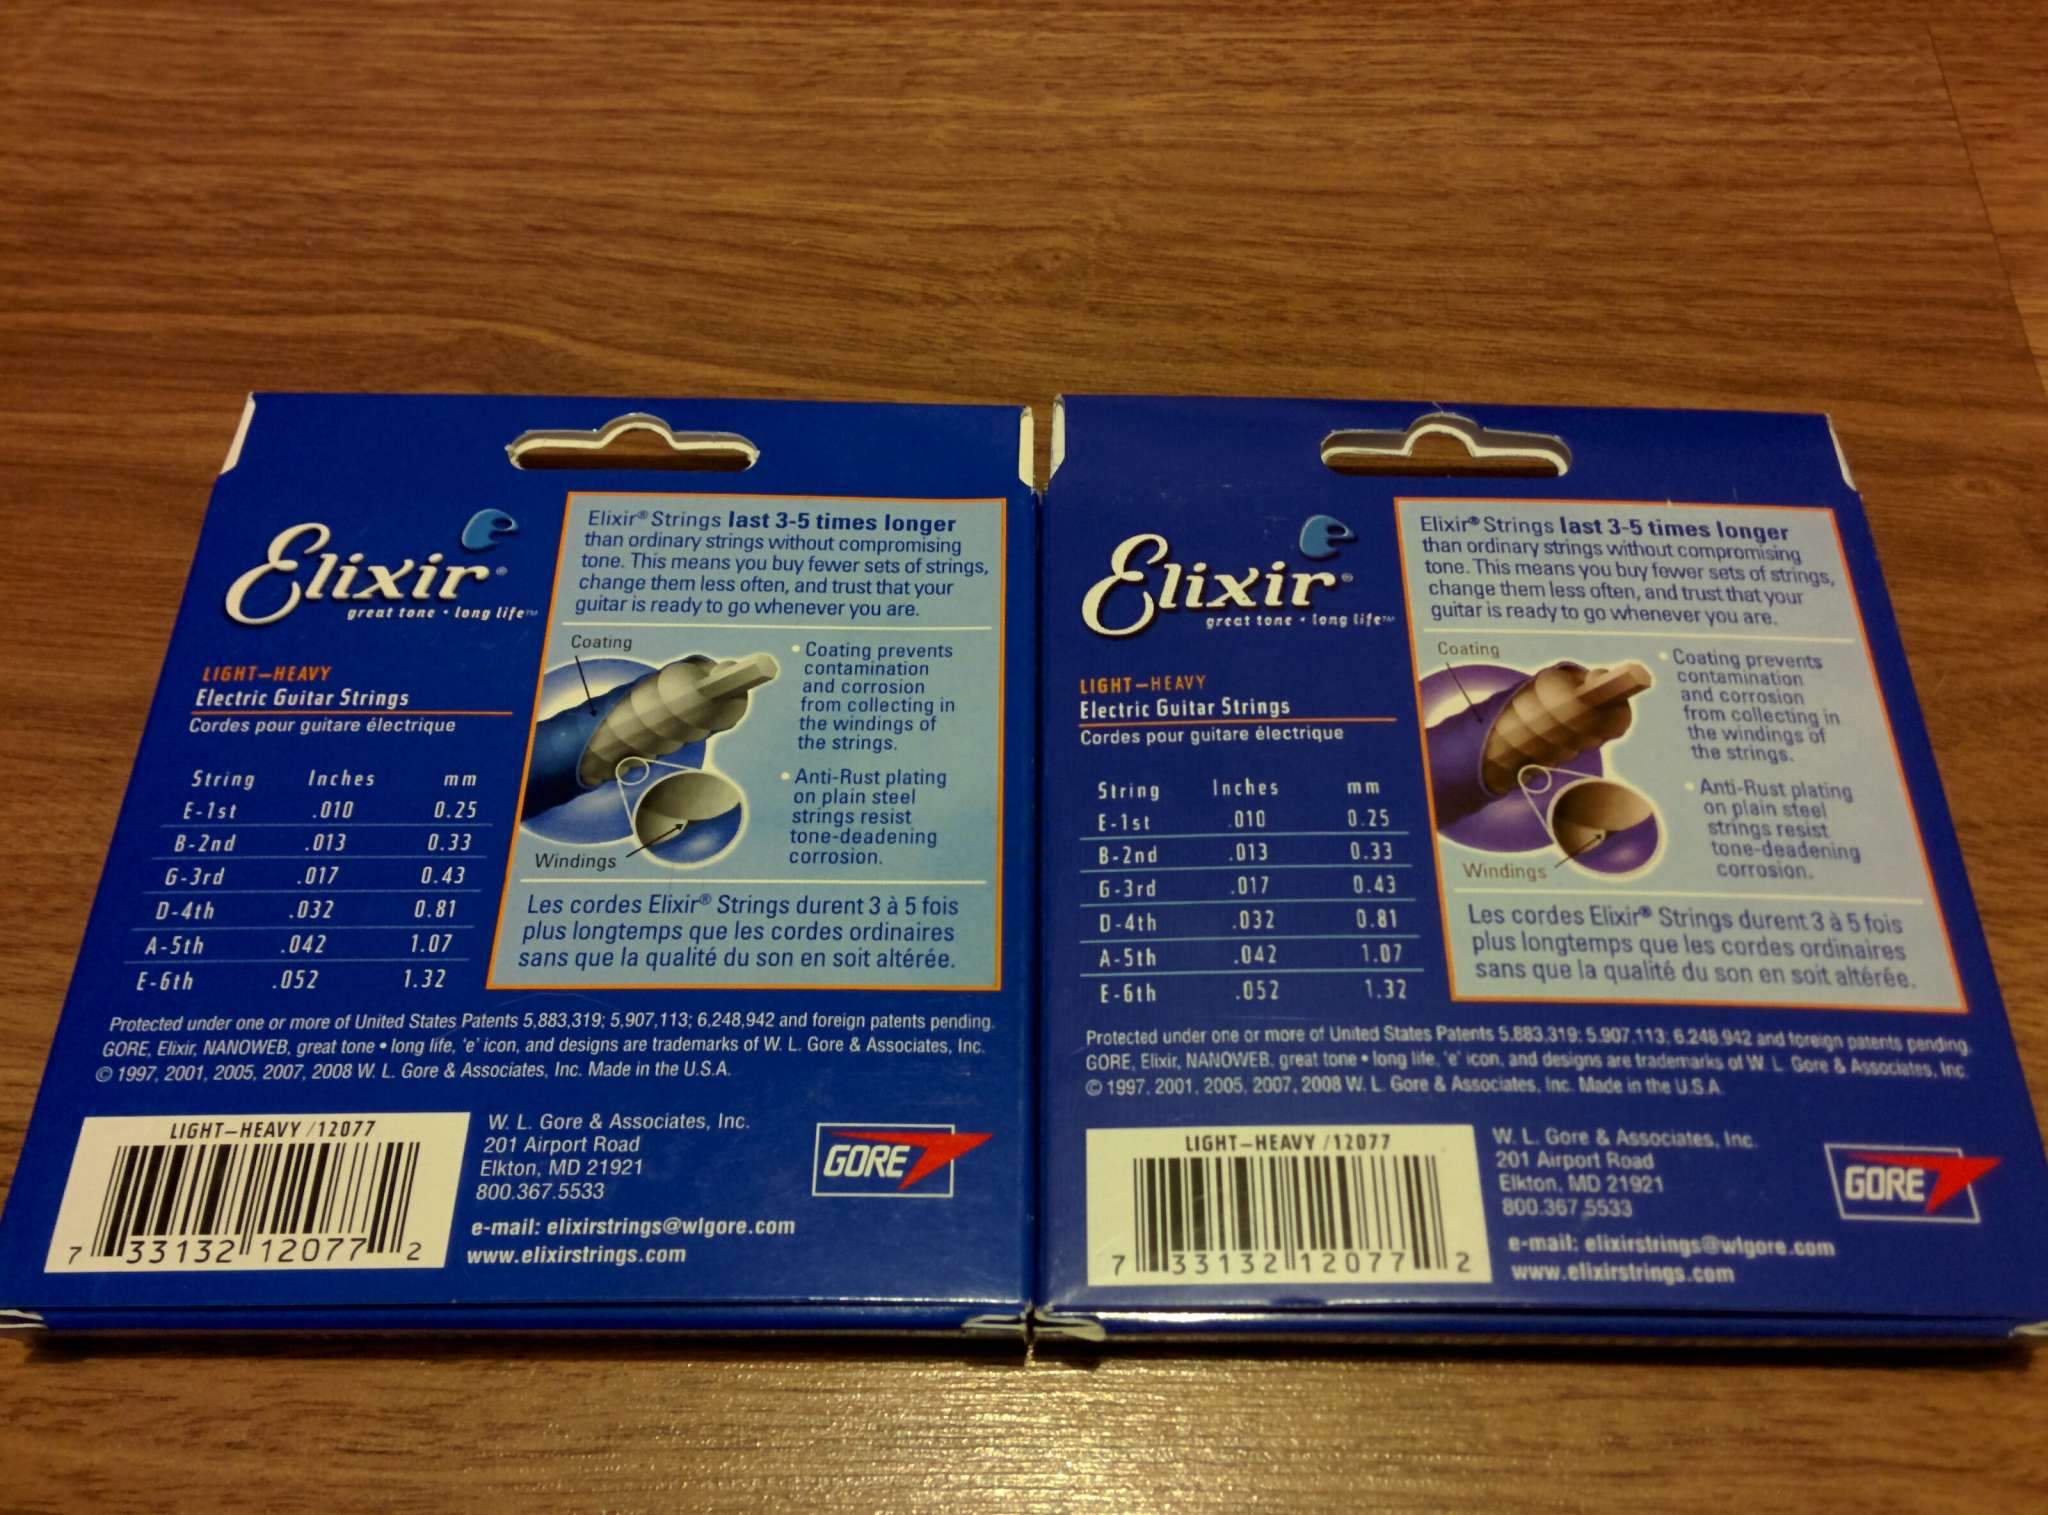 Elixir®
great tone • long life™
LIGHT–HEAVY
Electric Guitar Strings
Cordes pour guitare électrique
String Inches mm
E-1st .010 0.25
B-2nd .013 0.33
G-3rd .017 0.43
D-4th .032 0.81
A-5th .042 1.07
E-6th .052 1.32
Elixir® Strings last 3-5 times longer
than ordinary strings without compromising
tone. This means you buy fewer sets of strings,
change them less often, and trust that your
guitar is ready to go whenever you are.
Coating
Windings
• Coating prevents
contamination
and corrosion
from collecting in
the windings of
the strings.
• Anti-Rust plating
on plain steel
strings resist
tone-deadening
corrosion.
Les cordes Elixir® Strings durent 3 à 5 fois
plus longtemps que les cordes ordinaires
sans que la qualité du son en soit altérée.
Protected under one or more of United States Patents 5,883,319; 5,907,113; 6,248,942 and foreign patents pending.
GORE, Elixir, NANOWEB, great tone • long life, 'e' icon, and designs are trademarks of W. L. Gore & Associates, Inc.
© 1997, 2001, 2005, 2007, 2008 W. L. Gore & Associates, Inc. Made in the U.S.A.
LIGHT–HEAVY /12077
7 33132 12077 2
W. L. Gore & Associates, Inc.
201 Airport Road
Elkton, MD 21921
800.367.5533
e-mail: elixirstrings@wlgore.com
www.elixirstrings.com
GORE
Elixir®
great tone • long life™
LIGHT–HEAVY
Electric Guitar Strings
Cordes pour guitare électrique
String Inches mm
E-1st .010 0.25
B-2nd .013 0.33
G-3rd .017 0.43
D-4th .032 0.81
A-5th .042 1.07
E-6th .052 1.32
Elixir® Strings last 3-5 times longer
than ordinary strings without compromising
tone. This means you buy fewer sets of strings,
change them less often, and trust that your
guitar is ready to go whenever you are.
Coating
Windings
• Coating prevents
contamination
and corrosion
from collecting in
the windings of
the strings.
• Anti-Rust plating
on plain steel
strings resist
tone-deadening
corrosion.
Les cordes Elixir® Strings durent 3 à 5 fois
plus longtemps que les cordes ordinaires
sans que la qualité du son en soit altérée.
Protected under one or more of United States Patents 5,883,319; 5,907,113; 6,248,942 and foreign patents pending.
GORE, Elixir, NANOWEB, great tone • long life, 'e' icon, and designs are trademarks of W. L. Gore & Associates, Inc.
© 1997, 2001, 2005, 2007, 2008 W. L. Gore & Associates, Inc. Made in the U.S.A.
LIGHT–HEAVY /12077
7 33132 12077 2
W. L. Gore & Associates, Inc.
201 Airport Road
Elkton, MD 21921
800.367.5533
e-mail: elixirstrings@wlgore.com
www.elixirstrings.com
GORE